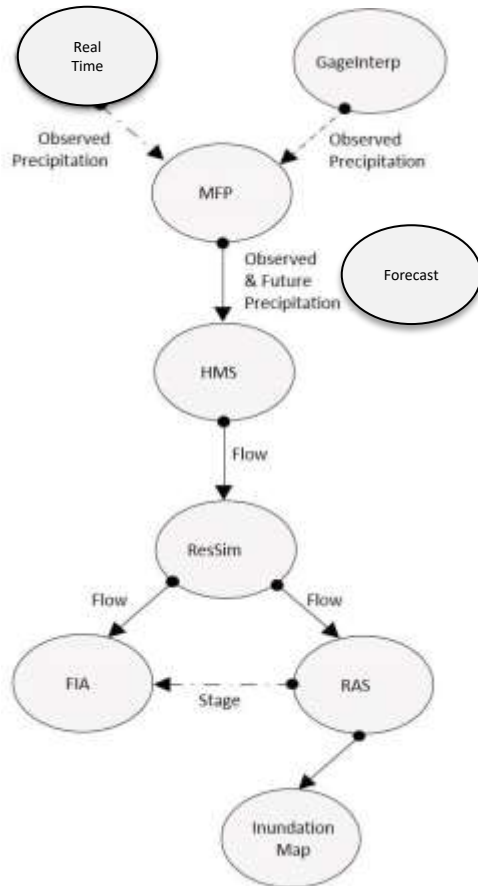 Real
Time
GageInterp
Observed
Precipitation
Observed
Precipitation
MFP
Observed
& Future
Precipitation
Forecast
HMS
Flow
ResSim
Flow
Flow
FIA
Stage
RAS
Inundation
Map